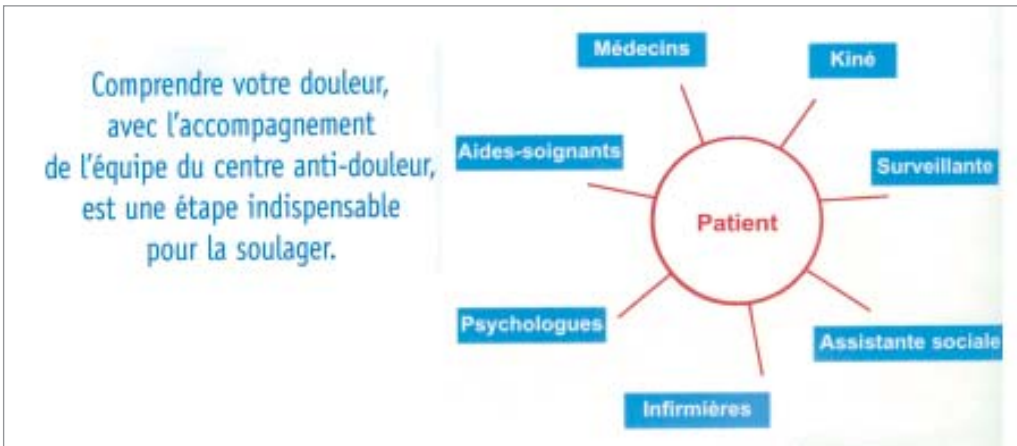 Comprendre votre douleur,
avec l'accompagnement
de l'équipe du centre anti-douleur,
est une étape indispensable
pour la soulager.
Médecins
Kiné
Aides-soignants
Surveillante
Patient
Psychologues
Assistante sociale
Infirmières